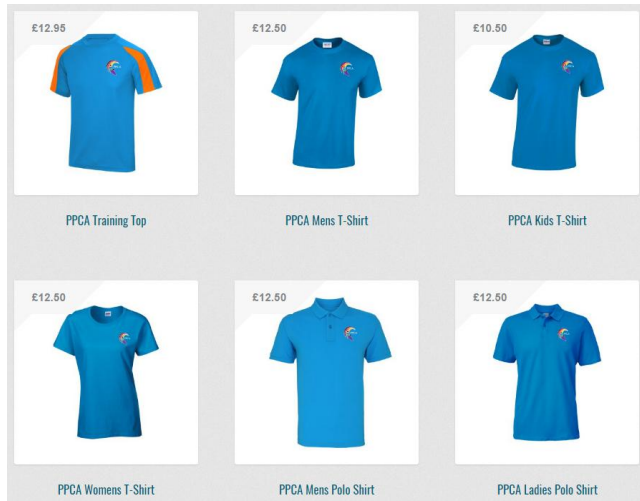 £12.95
£12.50
£10.50
PPCA Training Top
PPCA Mens T-Shirt
PPCA Kids T-Shirt
£12.50
£12.50
£12.50
PPCA Womens T-Shirt
PPCA Mens Polo Shirt
PPCA Ladies Polo Shirt